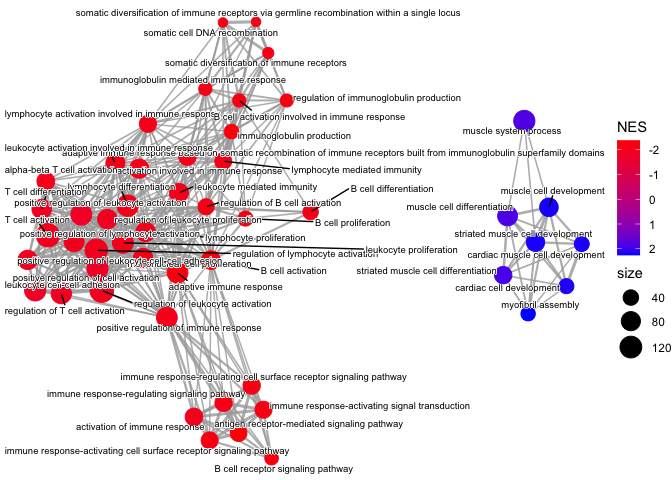 somatic diversification of immune receptors via germline recombination within a single locus
somatic cell DNA recombination
somatic diversification of immune receptors
immunoglobulin mediated immune response
regulation of immunoglobulin production
lymphocyte activation involved in immune response
B cell activation involved in immune response
immunoglobulin production
leukocyte activation involved in immune response
adaptive immune response based on somatic recombination of immune receptors built from immunoglobulin superfamily domains
alpha-beta T cell activation
activation involved in immune response
lymphocyte mediated immunity
T cell differentiation
lymphocyte differentiation
leukocyte mediated immunity
B cell differentiation
positive regulation of leukocyte activation
regulation of B cell activation
T cell activation
regulation of leukocyte proliferation
B cell proliferation
positive regulation of lymphocyte activation
lymphocyte proliferation
leukocyte proliferation
regulation of lymphocyte activation
positive regulation of leukocyte cell-cell adhesion
proliferation
B cell activation
positive regulation of cell activation
leukocyte cell-cell adhesion
adaptive immune response
regulation of T cell activation
regulation of leukocyte activation
positive regulation of immune response
immune response-regulating cell surface receptor signaling pathway
immune response-regulating signaling pathway
immune response-activating signal transduction
activation of immune response
antigen receptor-mediated signaling pathway
immune response-activating cell surface receptor signaling pathway
B cell receptor signaling pathway
muscle system process
muscle cell development
muscle cell differentiation
striated muscle cell development
cardiac muscle cell development
striated muscle cell differentiation
cardiac cell development
myofibril assembly
NES
-2
-1
0
1
2
size
40
80
120